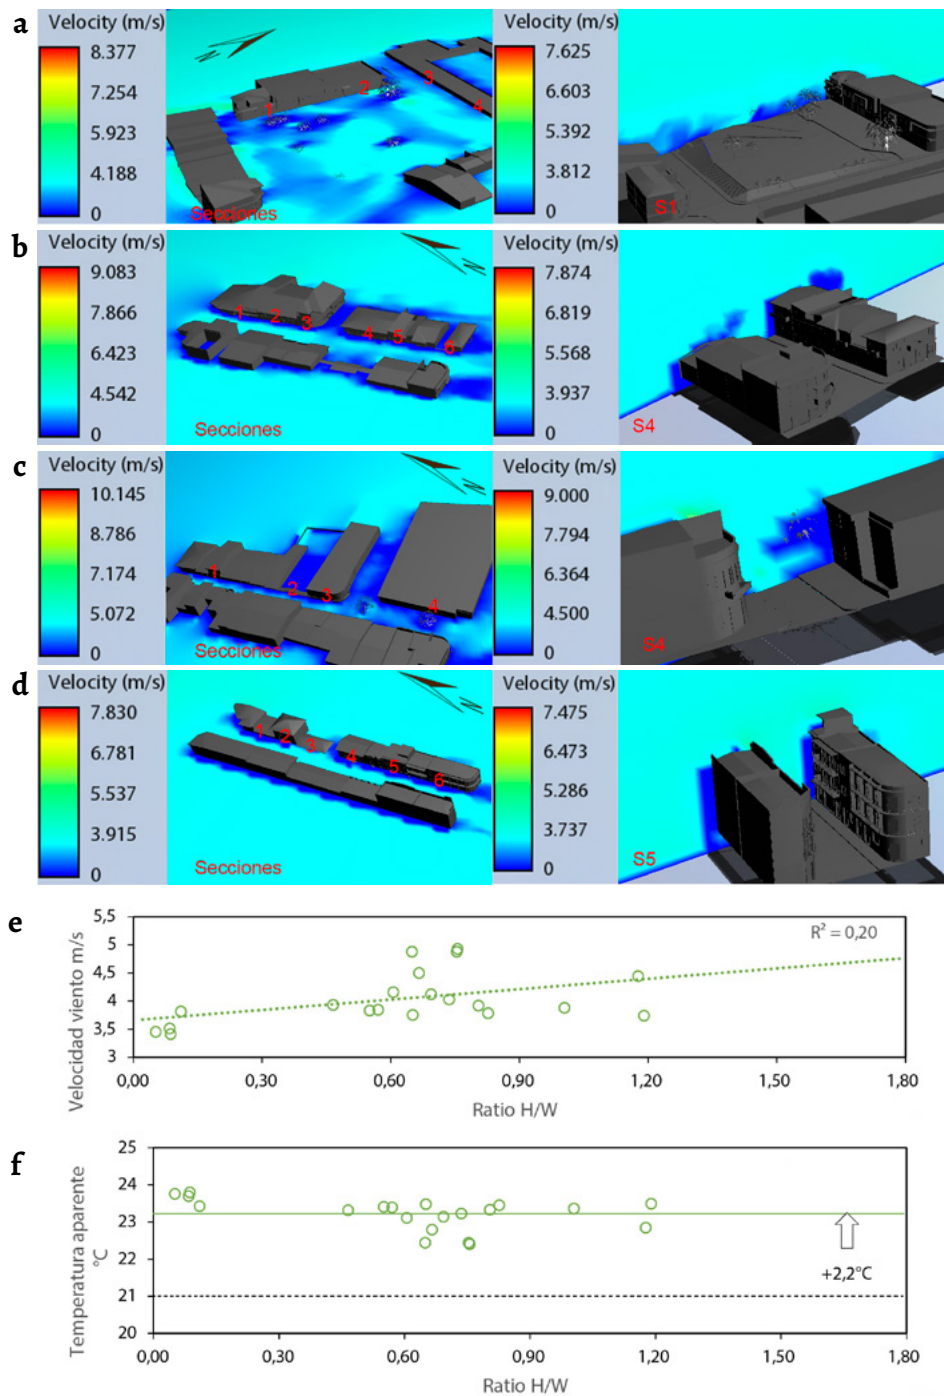 a
Velocity (m/s)
8.377
7.254
5.923
4.188
0
1
2
3
4
Secciones
Velocity (m/s)
7.625
6.603
5.392
3.812
0
S1
b
Velocity (m/s)
9.083
7.866
6.423
4.542
0
N
1
2
3
4
5
6
Secciones
Velocity (m/s)
7.874
6.819
5.568
3.937
0
S4
c
Velocity (m/s)
10.145
8.786
7.174
5.072
0
N
1
2
3
4
Secciones
Velocity (m/s)
9.000
7.794
6.364
4.500
0
S4
d
Velocity (m/s)
7.830
6.781
5.537
3.915
0
N
1
2
3
4
5
6
Secciones
Velocity (m/s)
7.475
6.473
5.286
3.737
0
S5
e
Velocidad viento m/s
5,5
5
4,5
4
3,5
3
R² = 0,20
0,00 0,30 0,60 0,90 1,20 1,50 1,80
Ratio H/W
f
Temperatura aparente
°C
25
24
23
22
21
20
+2,2°C
0,00 0,30 0,60 0,90 1,20 1,50 1,80
Ratio H/W